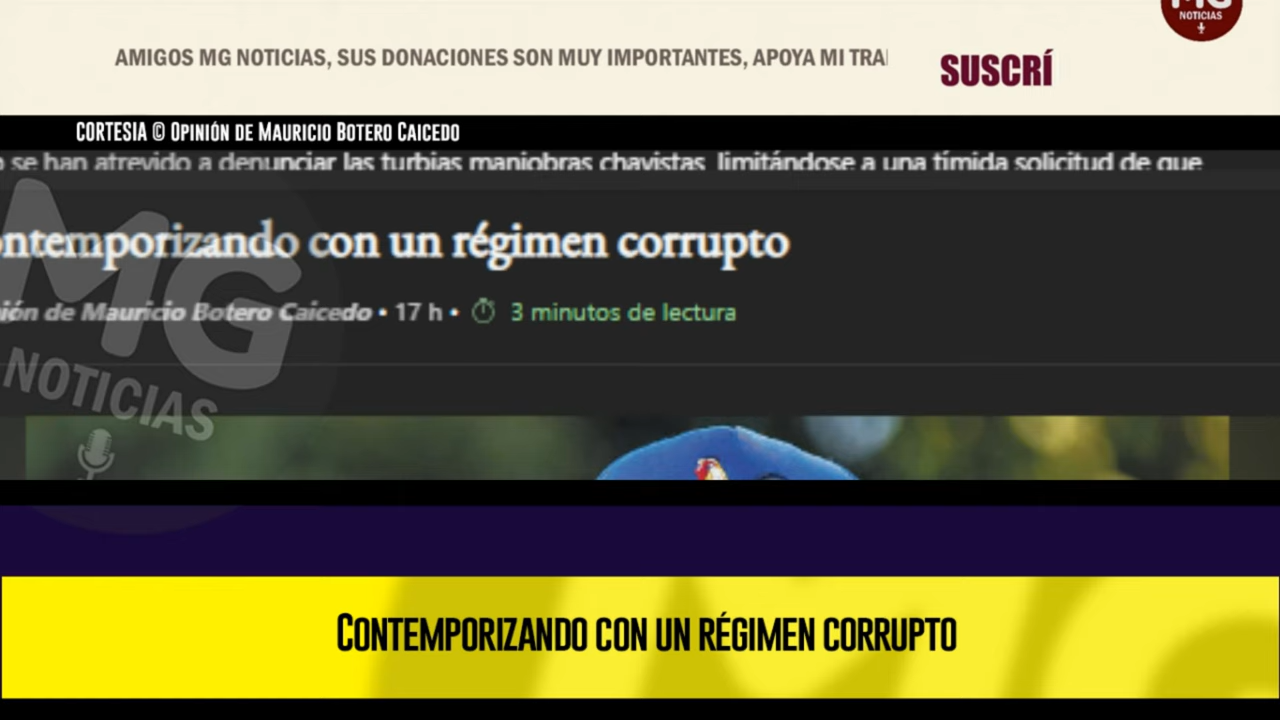 MG
NOTICIAS
AMIGOS MG NOTICIAS, SUS DONACIONES SON MUY IMPORTANTES, APOYA MI TRA
SUSCRÍ
CORTESIA © OPINIÓN DE MAURICIO BOTERO CAICEDO
se han atrevido a denunciar las turbias maniobras chavistas limitándose a una tímida solicitud de que
ontemporizando con un régimen corrupto
ión de Mauricio Botero Caicedo • 17 h • 3 minutos de lectura
MG
NOTICIAS
CONTEMPORIZANDO CON UN RÉGIMEN CORRUPTO